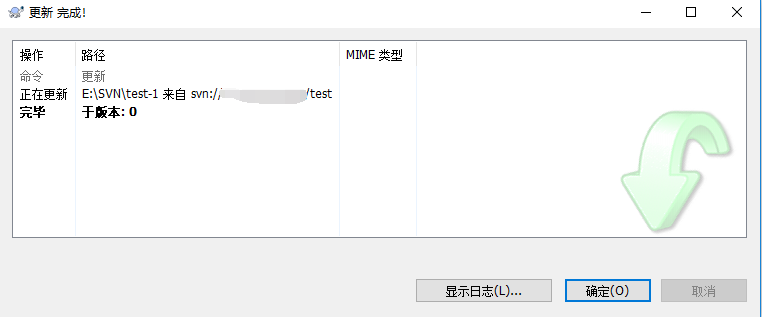 更新 完成!
操作 路径 MIME 类型
命令 更新
正在更新 E:\SVN\test-1 来自 svn:// /test
完毕 于版本: 0
显示日志(L)... 确定(O) 取消